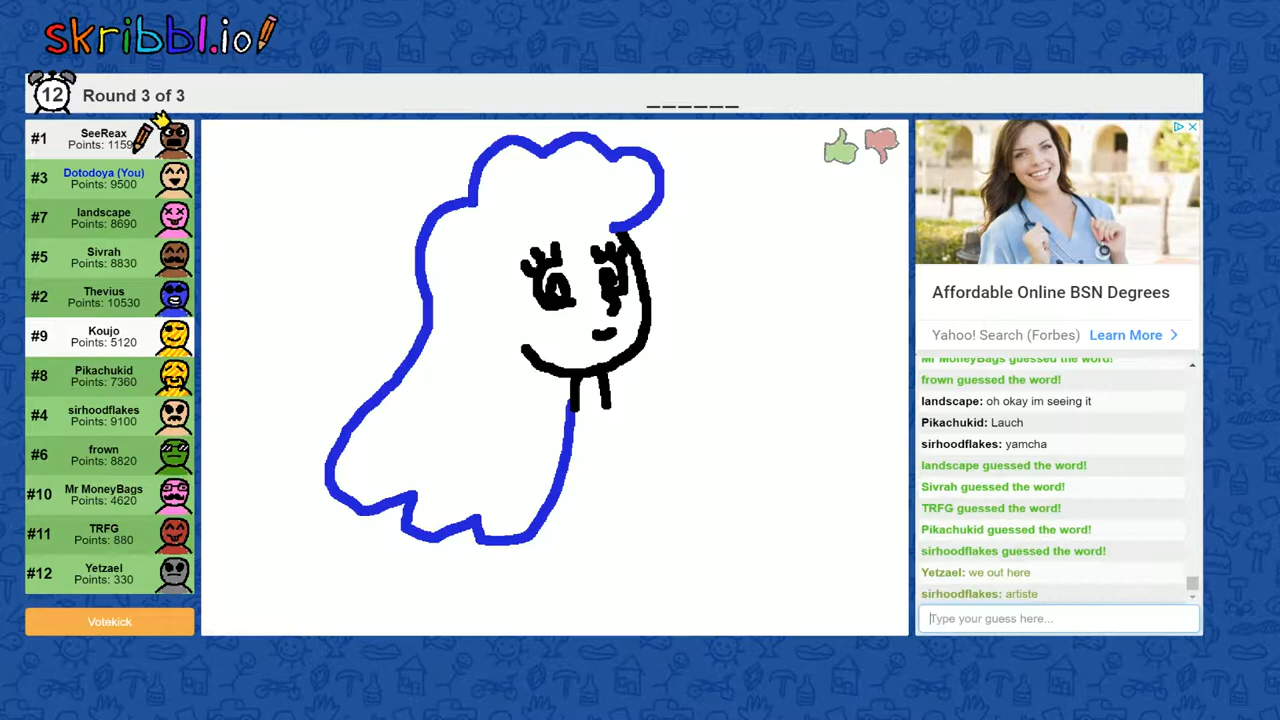 skribbl.io!
12
Round 3 of 3
______
#1 SeeReax
Points: 1159
#3 Dotodoya (You)
Points: 9500
#7 landscape
Points: 8690
#5 Sivrah
Points: 8830
#2 Thevius
Points: 10530
#9 Koujo
Points: 5120
#8 Pikachukid
Points: 7360
#4 sirhoodflakes
Points: 9100
#6 frown
Points: 8820
#10 Mr MoneyBags
Points: 4620
#11 TRFG
Points: 880
#12 Yetzael
Points: 330
Votekick
Affordable Online BSN Degrees
Yahoo! Search (Forbes) Learn More >
Mr MoneyBags guessed the word!
frown guessed the word!
landscape: oh okay im seeing it
Pikachukid: Lauch
sirhoodflakes: yamcha
landscape guessed the word!
Sivrah guessed the word!
TRFG guessed the word!
Pikachukid guessed the word!
sirhoodflakes guessed the word!
Yetzael: we out here
sirhoodflakes: artiste
Type your guess here...